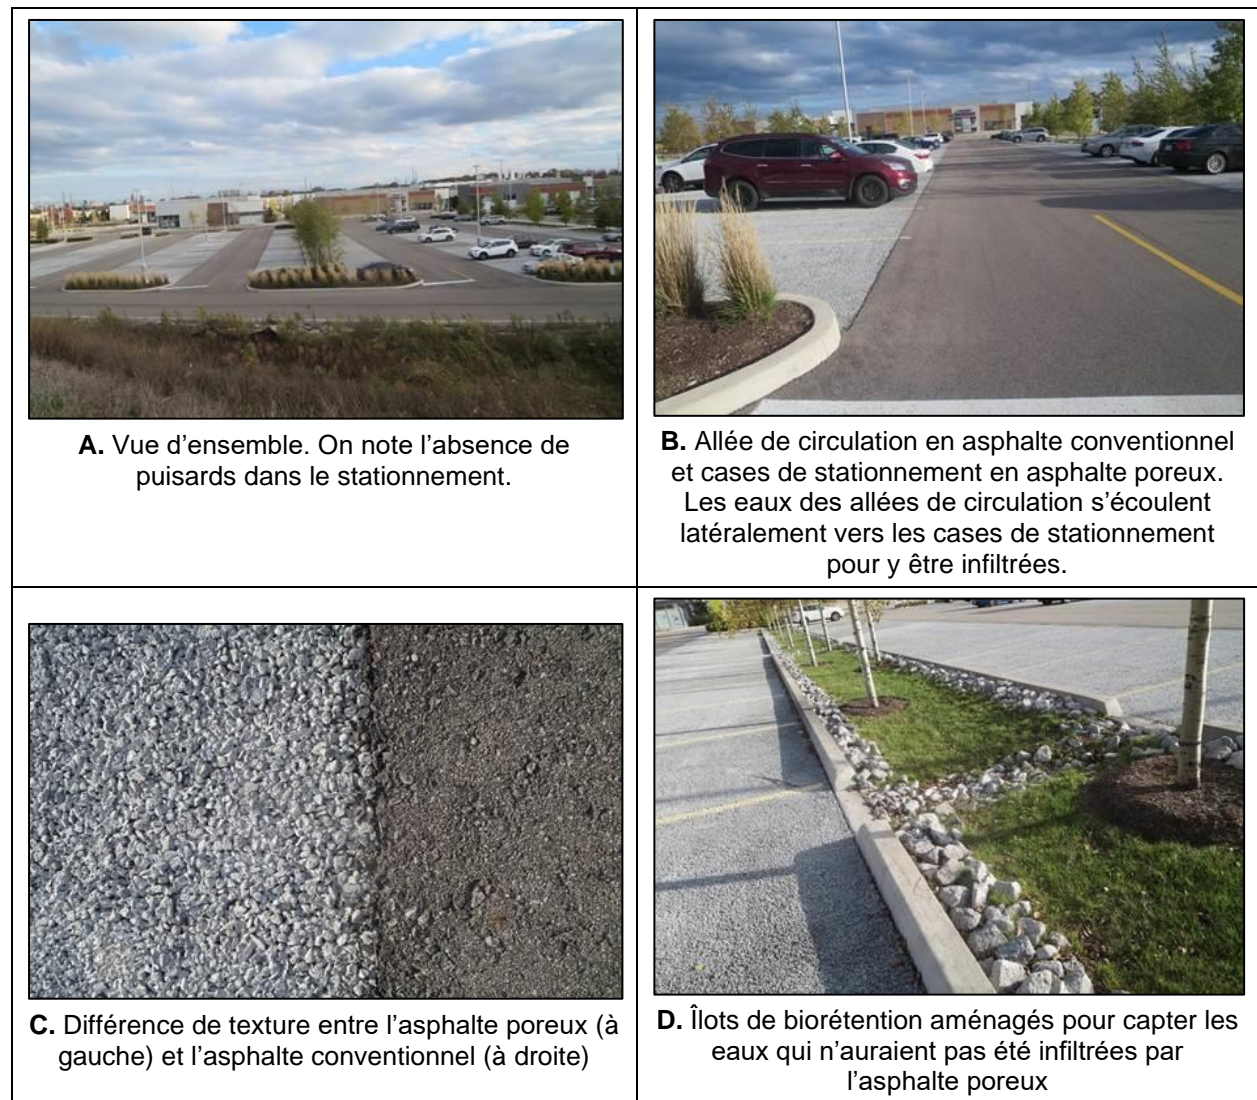 A. Vue d'ensemble. On note l'absence de
puisards dans le stationnement.
B. Allée de circulation en asphalte conventionnel
et cases de stationnement en asphalte poreux.
Les eaux des allées de circulation s'écoulent
latéralement vers les cases de stationnement
pour y être infiltrées.
C. Différence de texture entre l'asphalte poreux (à
gauche) et l'asphalte conventionnel (à droite)
D. Îlots de biorétention aménagés pour capter les
eaux qui n'auraient pas été infiltrées par
l'asphalte poreux